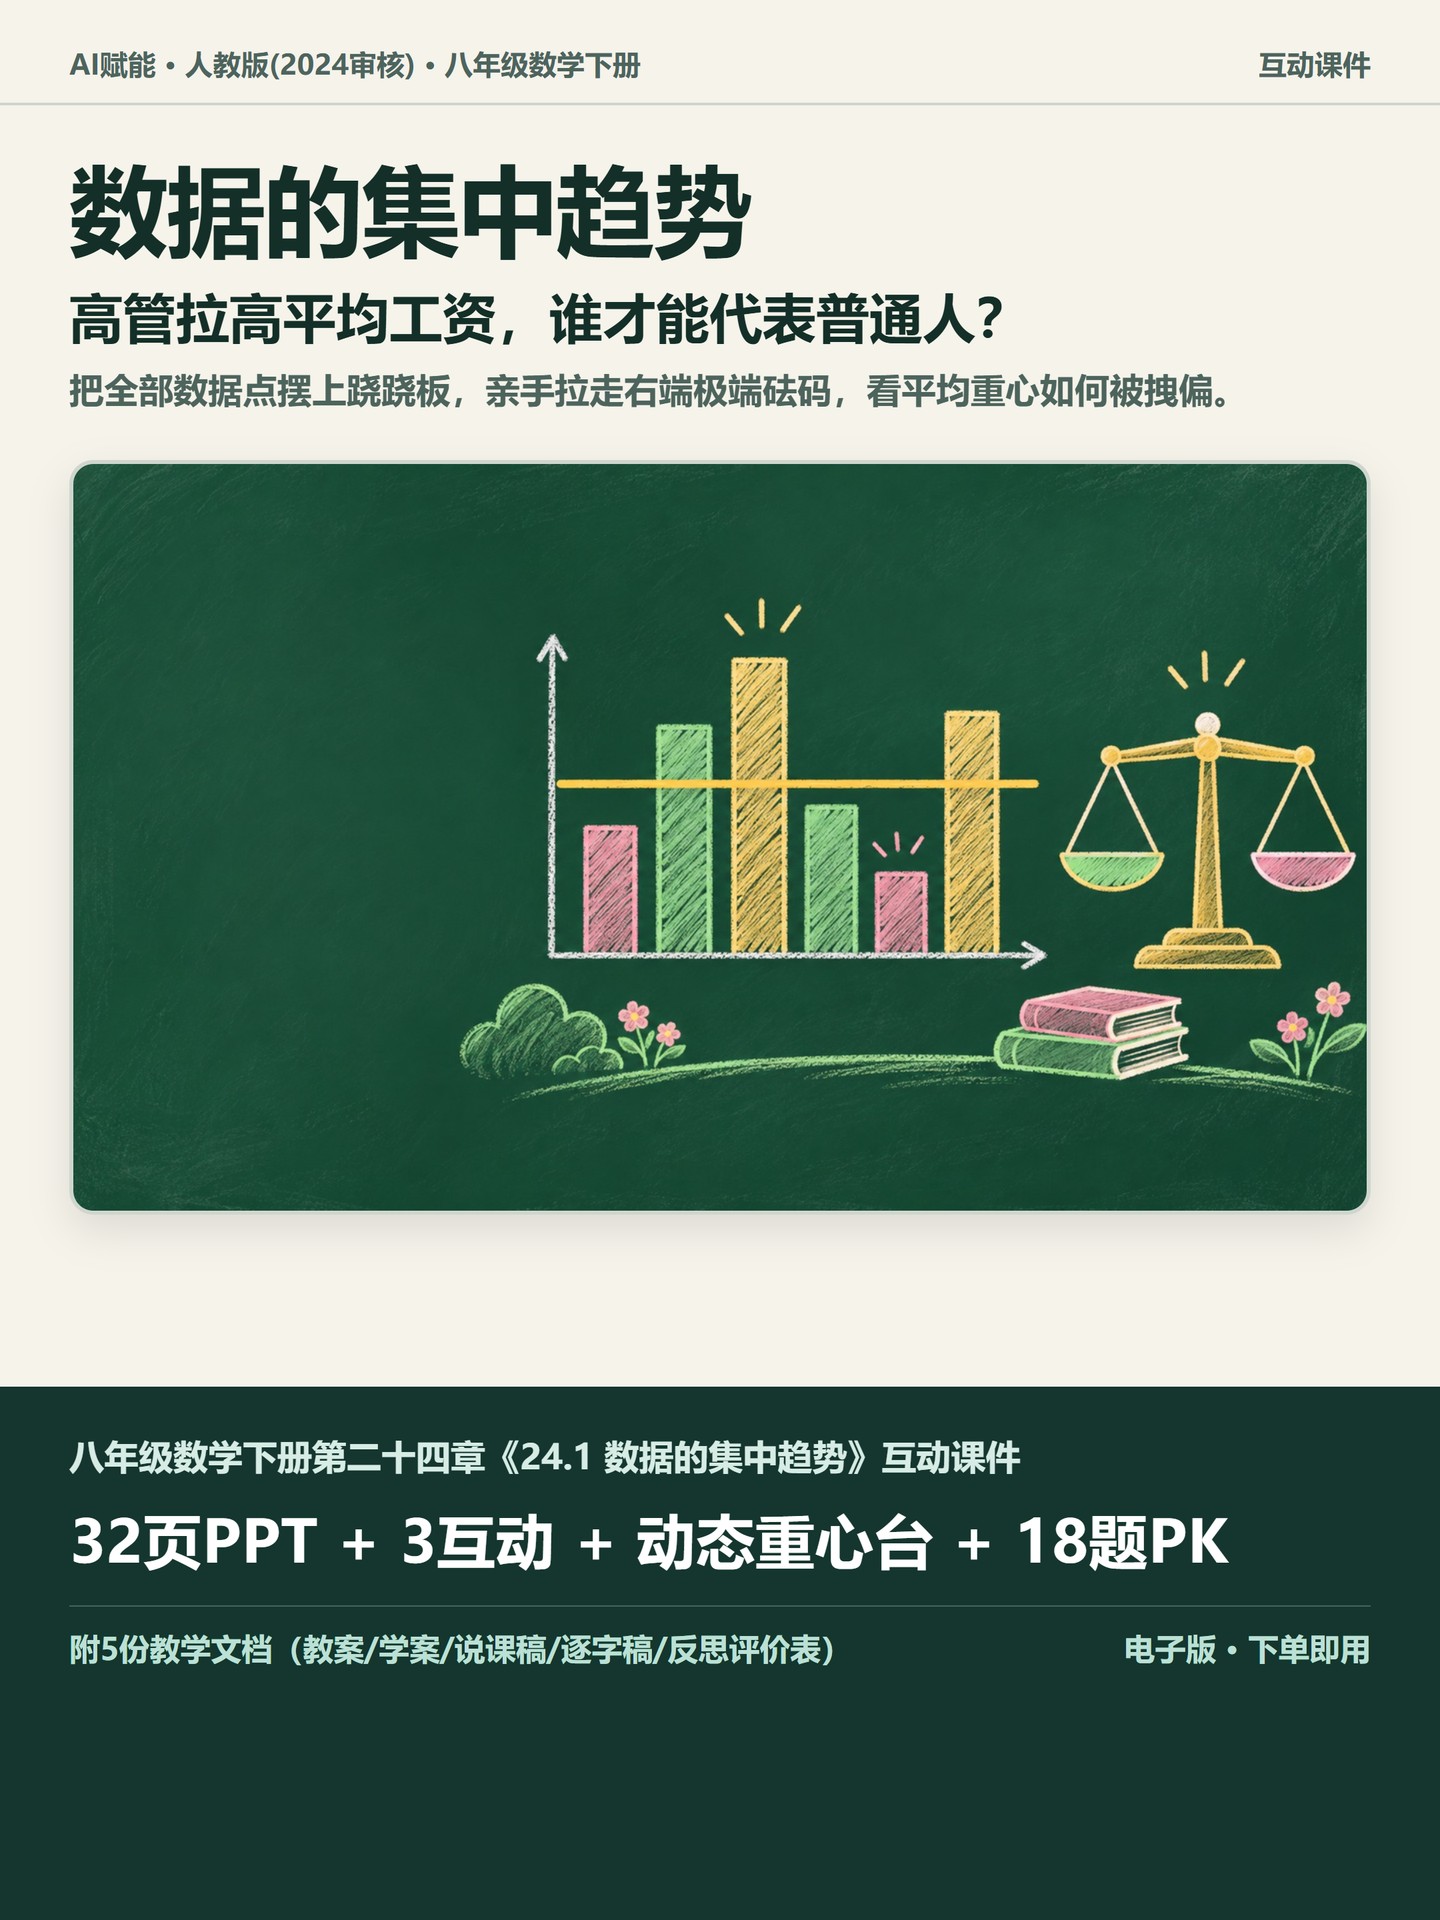 AI赋能 • 人教版(2024审核) • 八年级数学下册
互动课件
数据的集中趋势
高管拉高平均工资，谁才能代表普通人？
把全部数据点摆上跷跷板，亲手拉走右端极端砝码，看平均重心如何被拽偏。
八年级数学下册第二十四章《24.1 数据的集中趋势》互动课件
32页PPT + 3互动 + 动态重心台 + 18题PK
附5份教学文档（教案/学案/说课稿/逐字稿/反思评价表）
电子版 • 下单即用